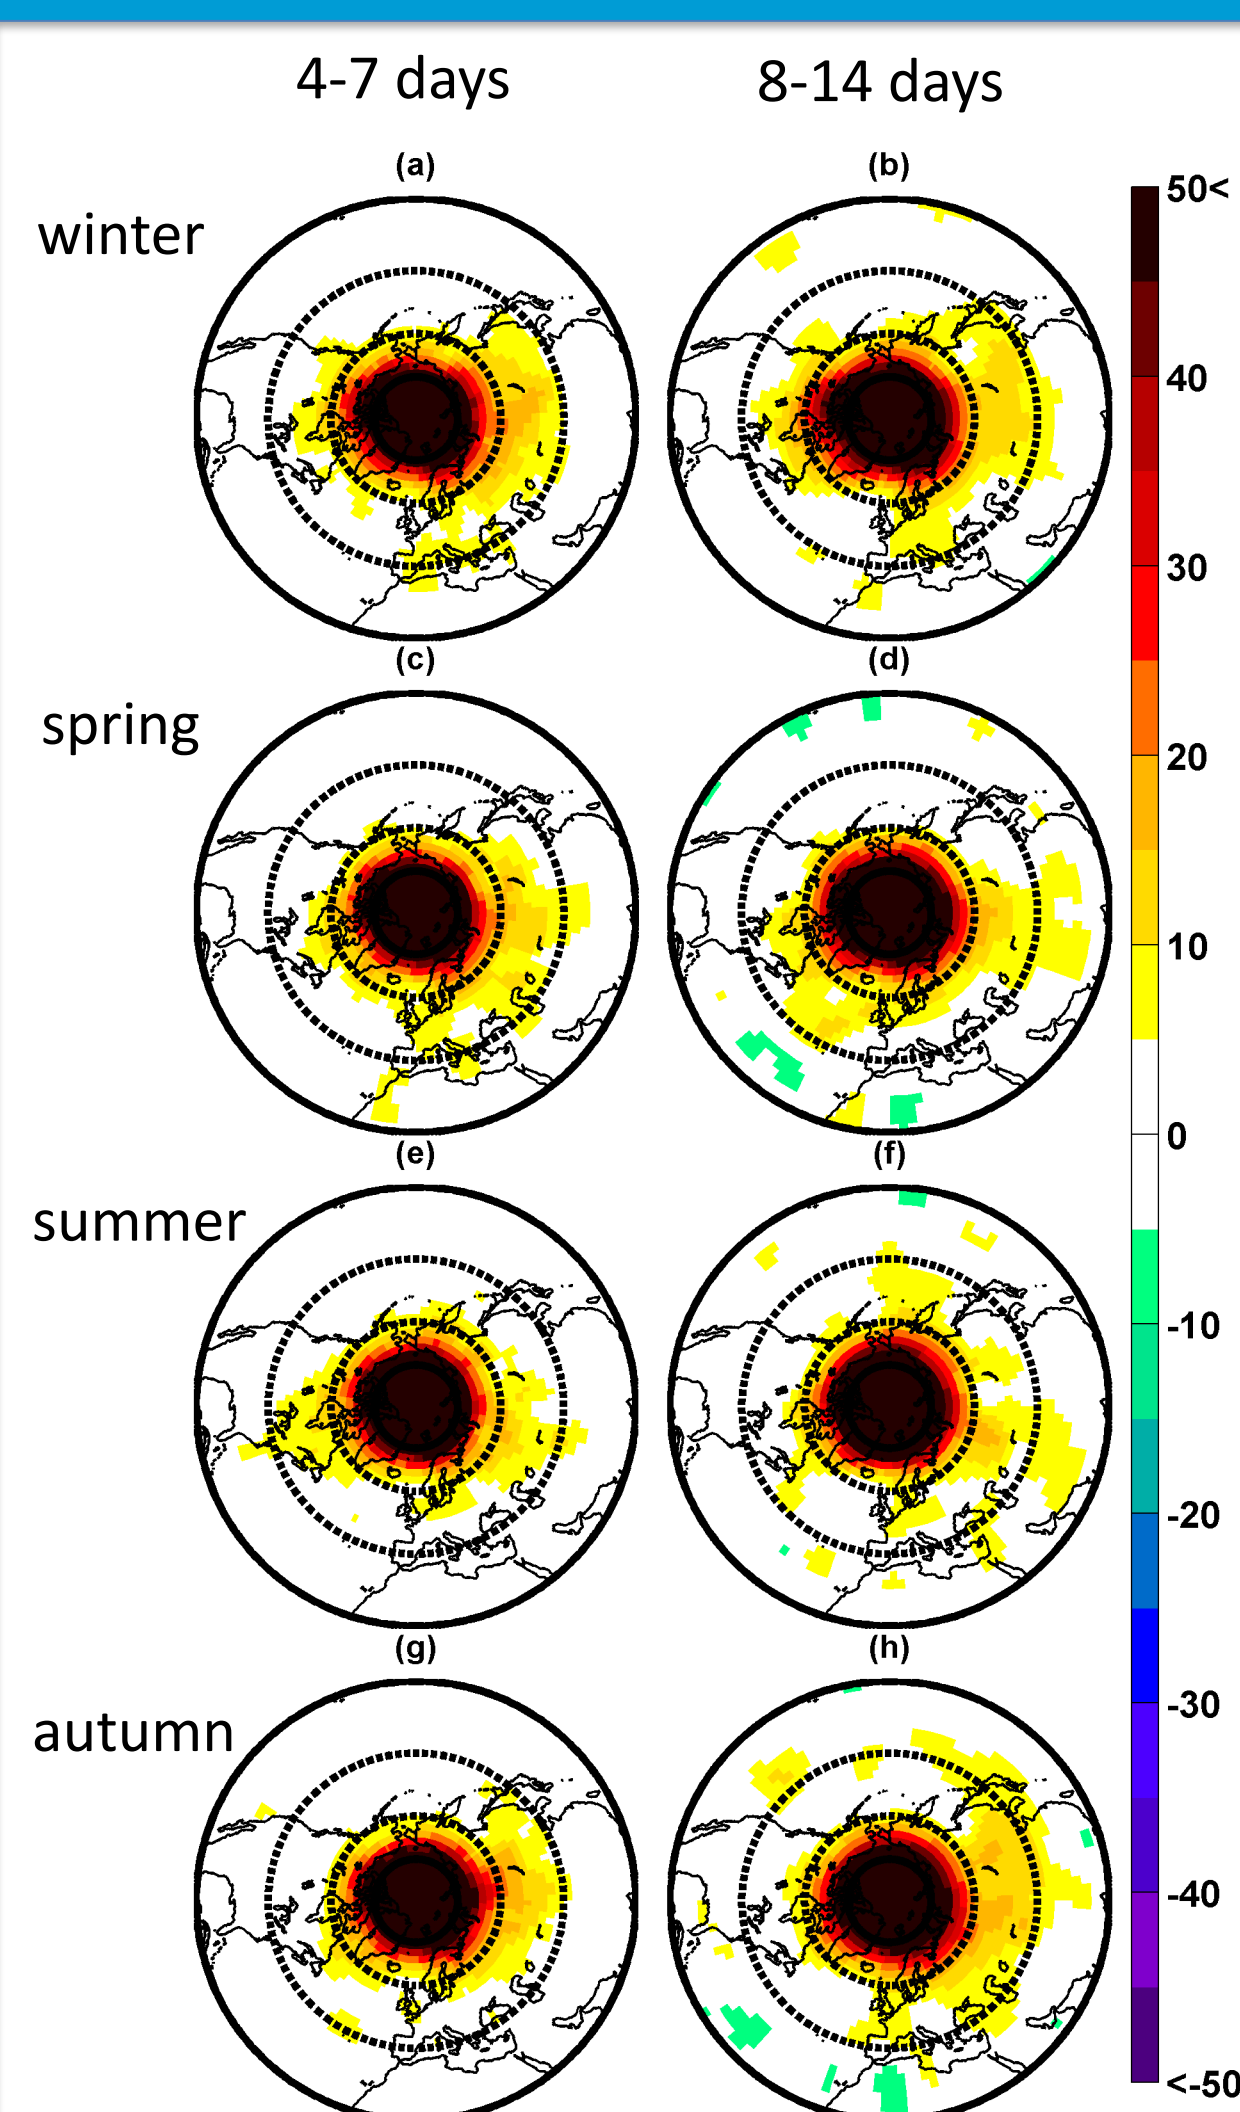 4-7 days 8-14 days
(a) (b)
winter
(c) (d)
spring
(e) (f)
summer
(g) (h)
autumn
50<
40
30
20
10
0
-10
-20
-30
-40
<-50